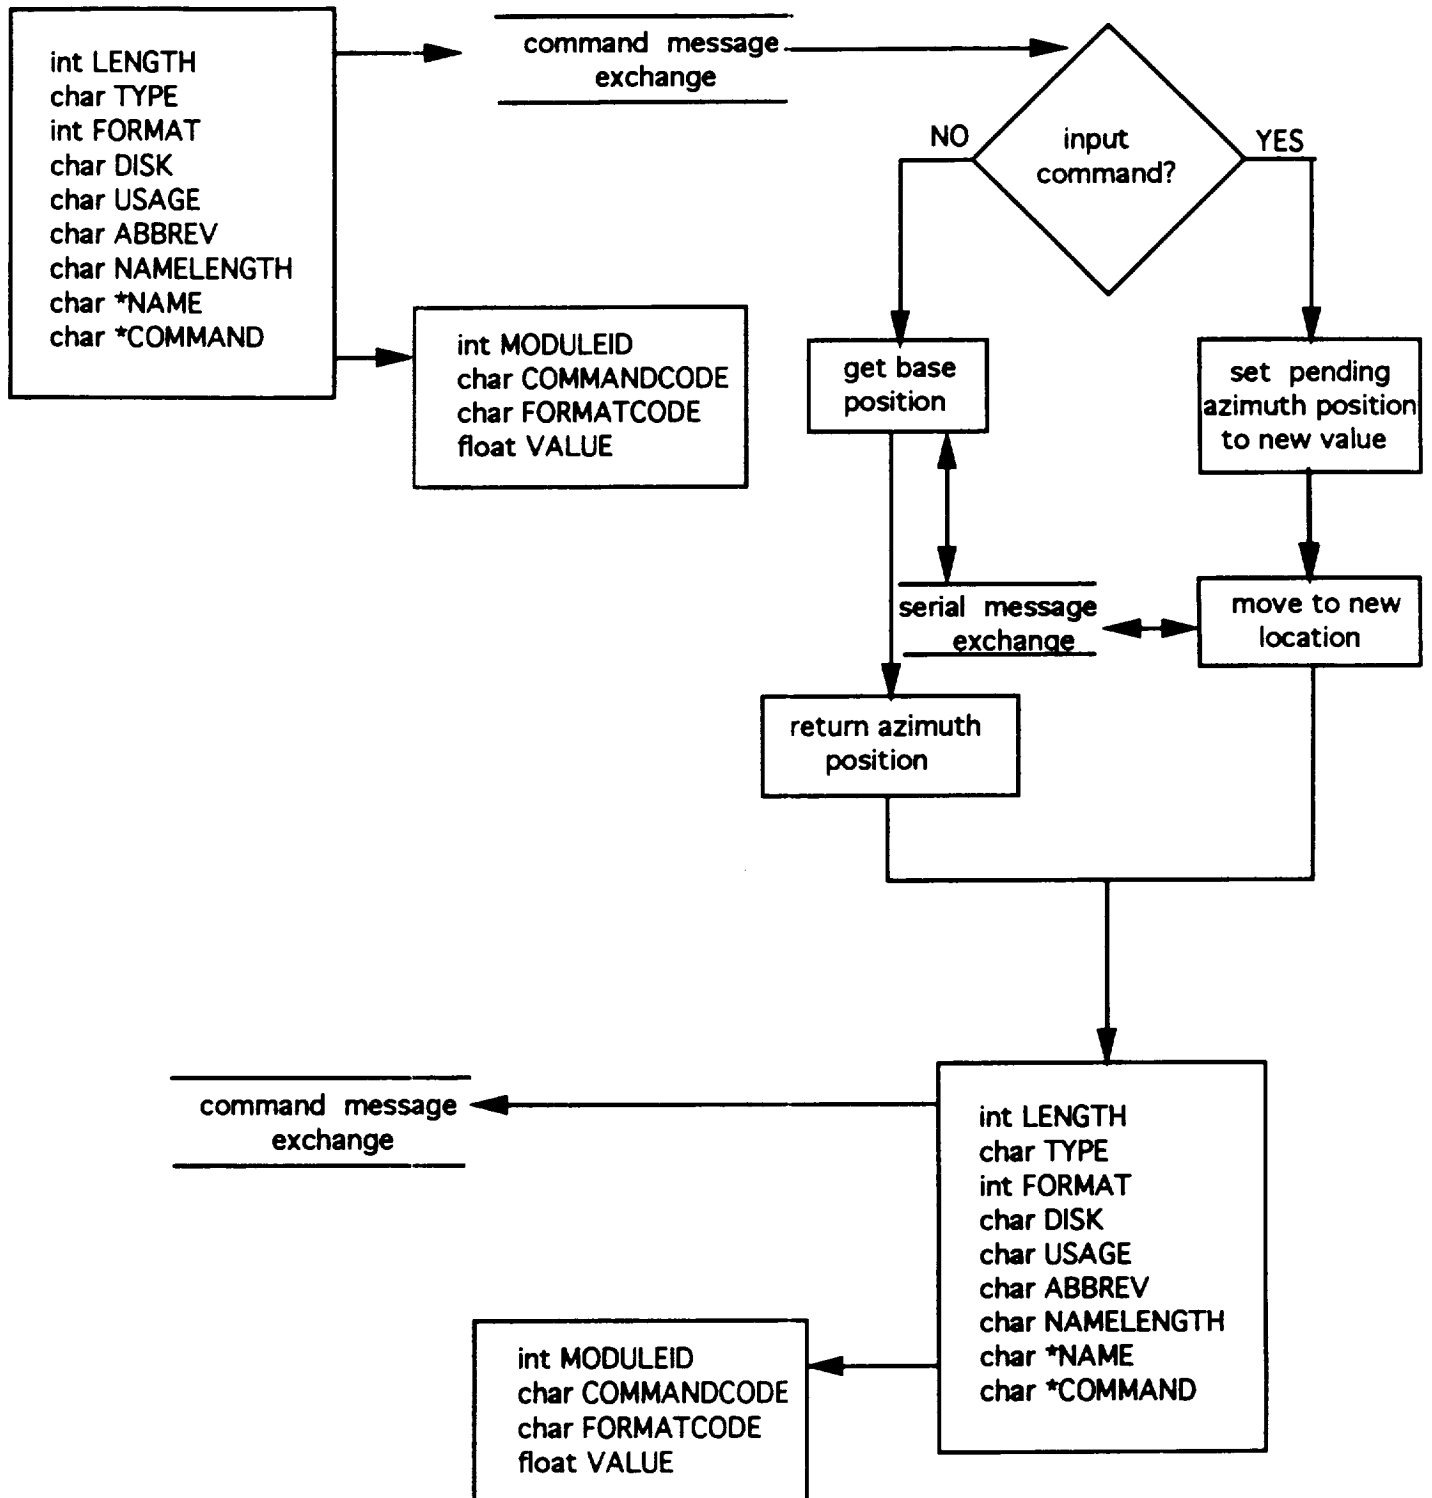 int LENGTH
char TYPE
int FORMAT
char DISK
char USAGE
char ABBREV
char NAMELENGTH
char *NAME
char *COMMAND
command message
exchange
int MODULEID
char COMMANDCODE
char FORMATCODE
float VALUE
input
command?
NO
YES
get base
position
set pending
azimuth position
to new value
serial message
exchange
move to new
location
return azimuth
position
command message
exchange
int LENGTH
char TYPE
int FORMAT
char DISK
char USAGE
char ABBREV
char NAMELENGTH
char *NAME
char *COMMAND
int MODULEID
char COMMANDCODE
char FORMATCODE
float VALUE